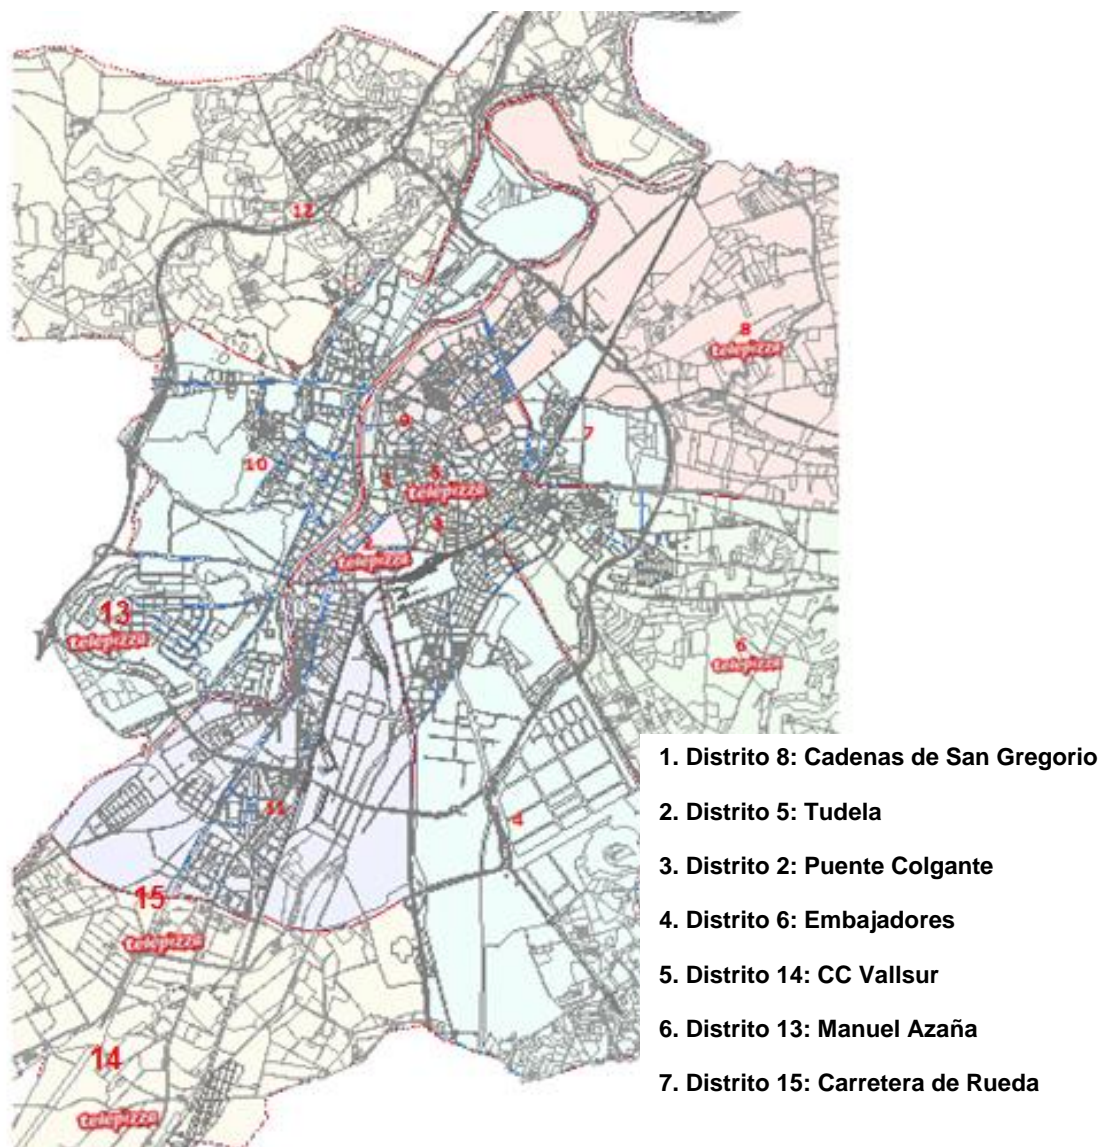 12
8
telepizza
9
7
10
5
telepizza
3
2
telepizza
13
telepizza
6
telepizza
11
4
15
telepizza
14
telepizza
1. Distrito 8: Cadenas de San Gregorio
2. Distrito 5: Tudela
3. Distrito 2: Puente Colgante
4. Distrito 6: Embajadores
5. Distrito 14: CC Vallsur
6. Distrito 13: Manuel Azaña
7. Distrito 15: Carretera de Rueda